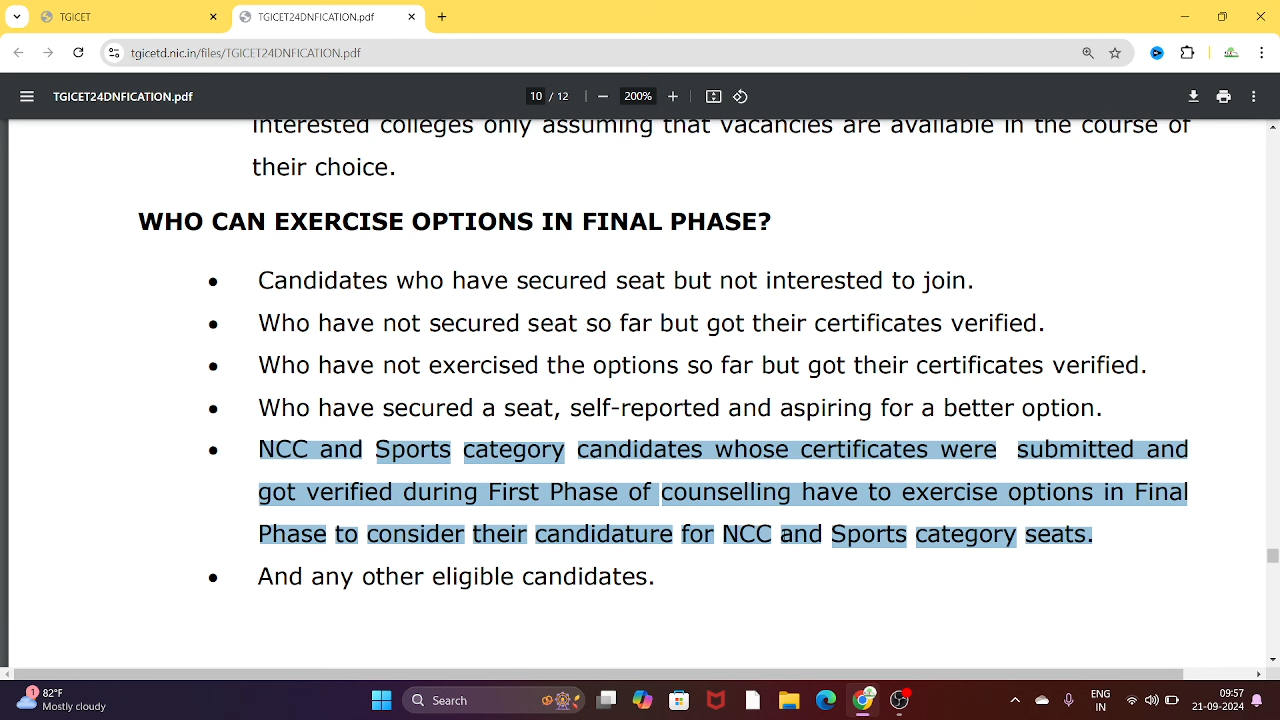 TGICET
TGICET24DNFICATION.pdf
tgicetd.nic.in/files/TGICET24DNFICATION.pdf
TGICET24DNFICATION.pdf
10 / 12
200%
interested colleges only assuming that vacancies are available in the course of
their choice.
WHO CAN EXERCISE OPTIONS IN FINAL PHASE?
• Candidates who have secured seat but not interested to join.
• Who have not secured seat so far but got their certificates verified.
• Who have not exercised the options so far but got their certificates verified.
• Who have secured a seat, self-reported and aspiring for a better option.
• NCC and Sports category candidates whose certificates were submitted and
got verified during First Phase of counselling have to exercise options in Final
Phase to consider their candidature for NCC and Sports category seats.
• And any other eligible candidates.
1
82°F
Mostly cloudy
Search
ENG
IN
09:57
21-09-2024